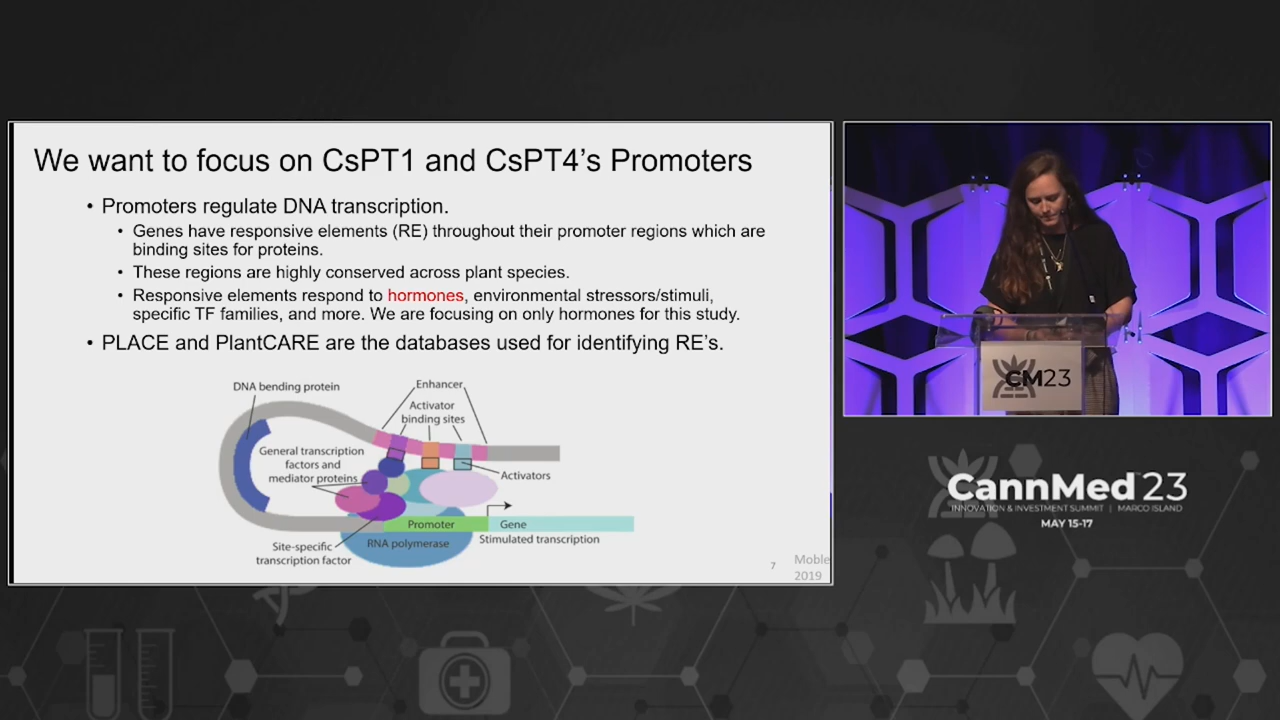 We want to focus on CsPT1 and CsPT4's Promoters
• Promoters regulate DNA transcription.
• Genes have responsive elements (RE) throughout their promoter regions which are
binding sites for proteins.
• These regions are highly conserved across plant species.
• Responsive elements respond to hormones, environmental stressors/stimuli,
specific TF families, and more. We are focusing on only hormones for this study.
• PLACE and PlantCARE are the databases used for identifying RE's.
DNA bending protein
Enhancer
Activator
binding sites
General transcription
factors and
mediator proteins
Activators
Promoter
Gene
RNA polymerase
Stimulated transcription
Site-specific
transcription factor
7
Moble
2019
CM23
CannMed 23
INNOVATION & INVESTMENT SUMMIT | MARCO ISLAND
MAY 15-17